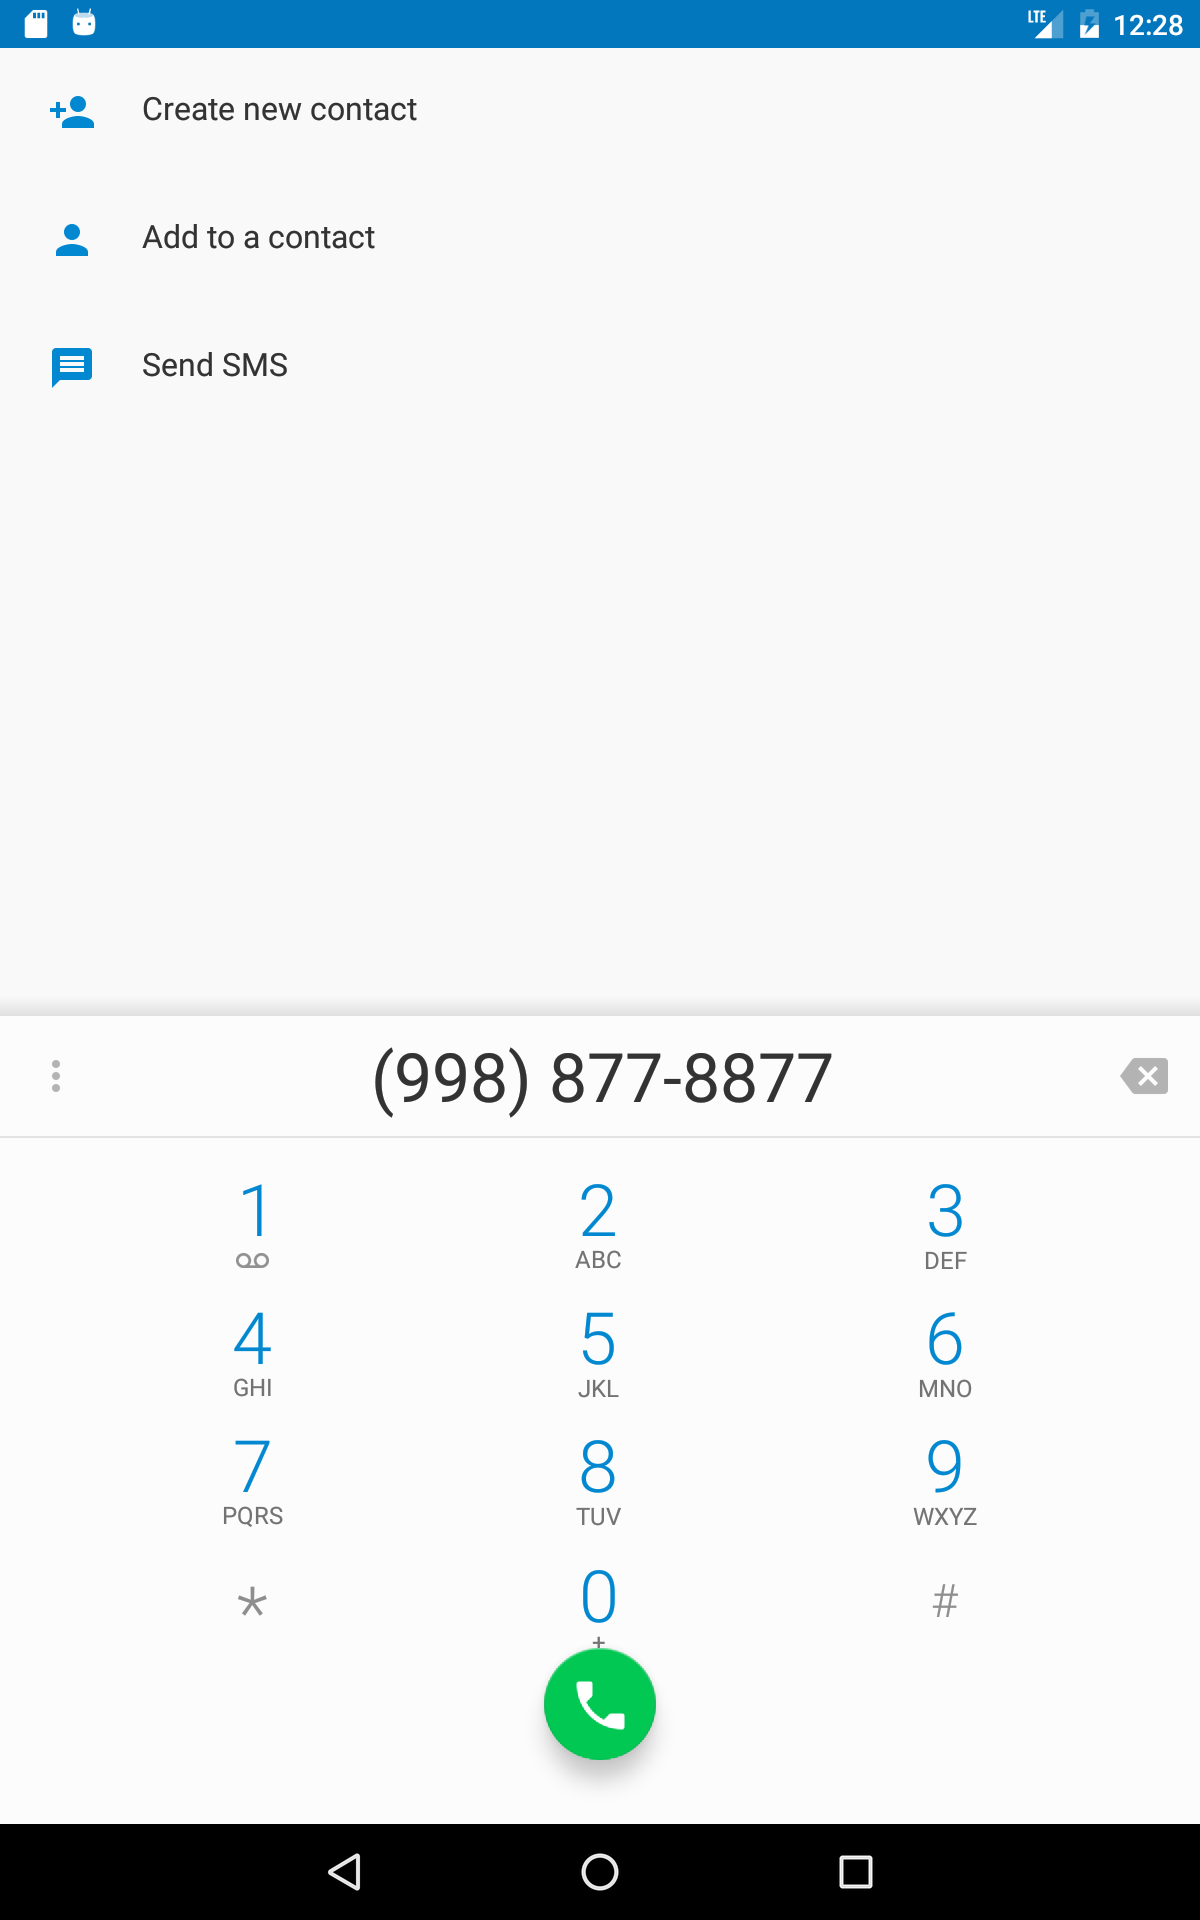 LTE 12:28
Create new contact
Add to a contact
Send SMS
(998) 877-8877
1 2 3
ABC DEF
4 5 6
GHI JKL MNO
7 8 9
PQRS TUV WXYZ
* 0 #
+